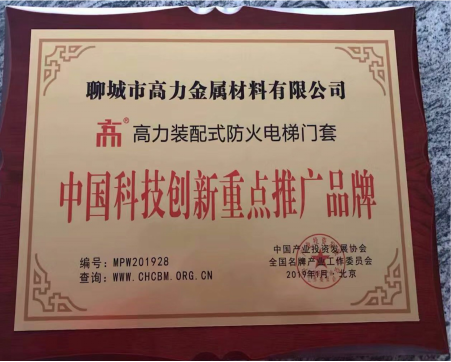 聊城市高力金属材料有限公司
高®高力装配式防火电梯门套
中国科技创新重点推广品牌
编号：MPW201928
查询：WWW.CHCBM.ORG.CN
中国产业投资发展协会
全国名牌产业工作委员会
2019年1月·北京